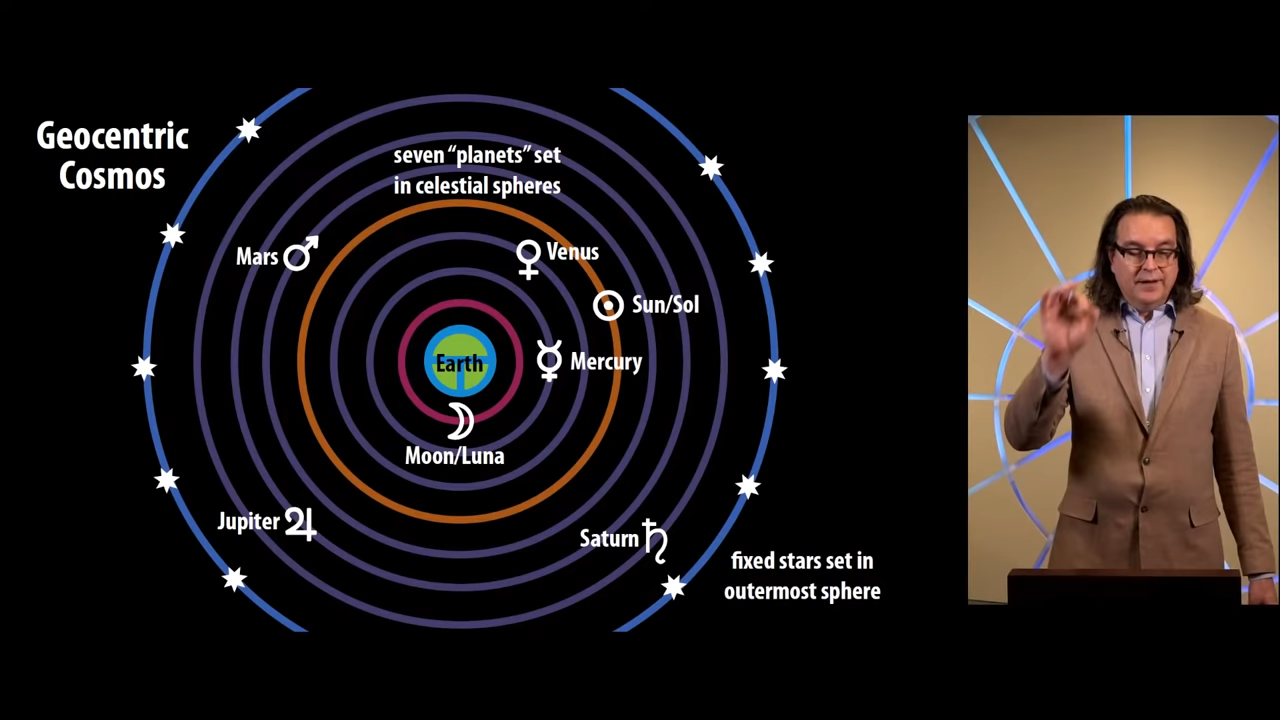 Geocentric
Cosmos
seven “planets” set
in celestial spheres
Mars
Venus
Sun/Sol
Earth
Mercury
Moon/Luna
Jupiter
Saturn
fixed stars set in
outermost sphere